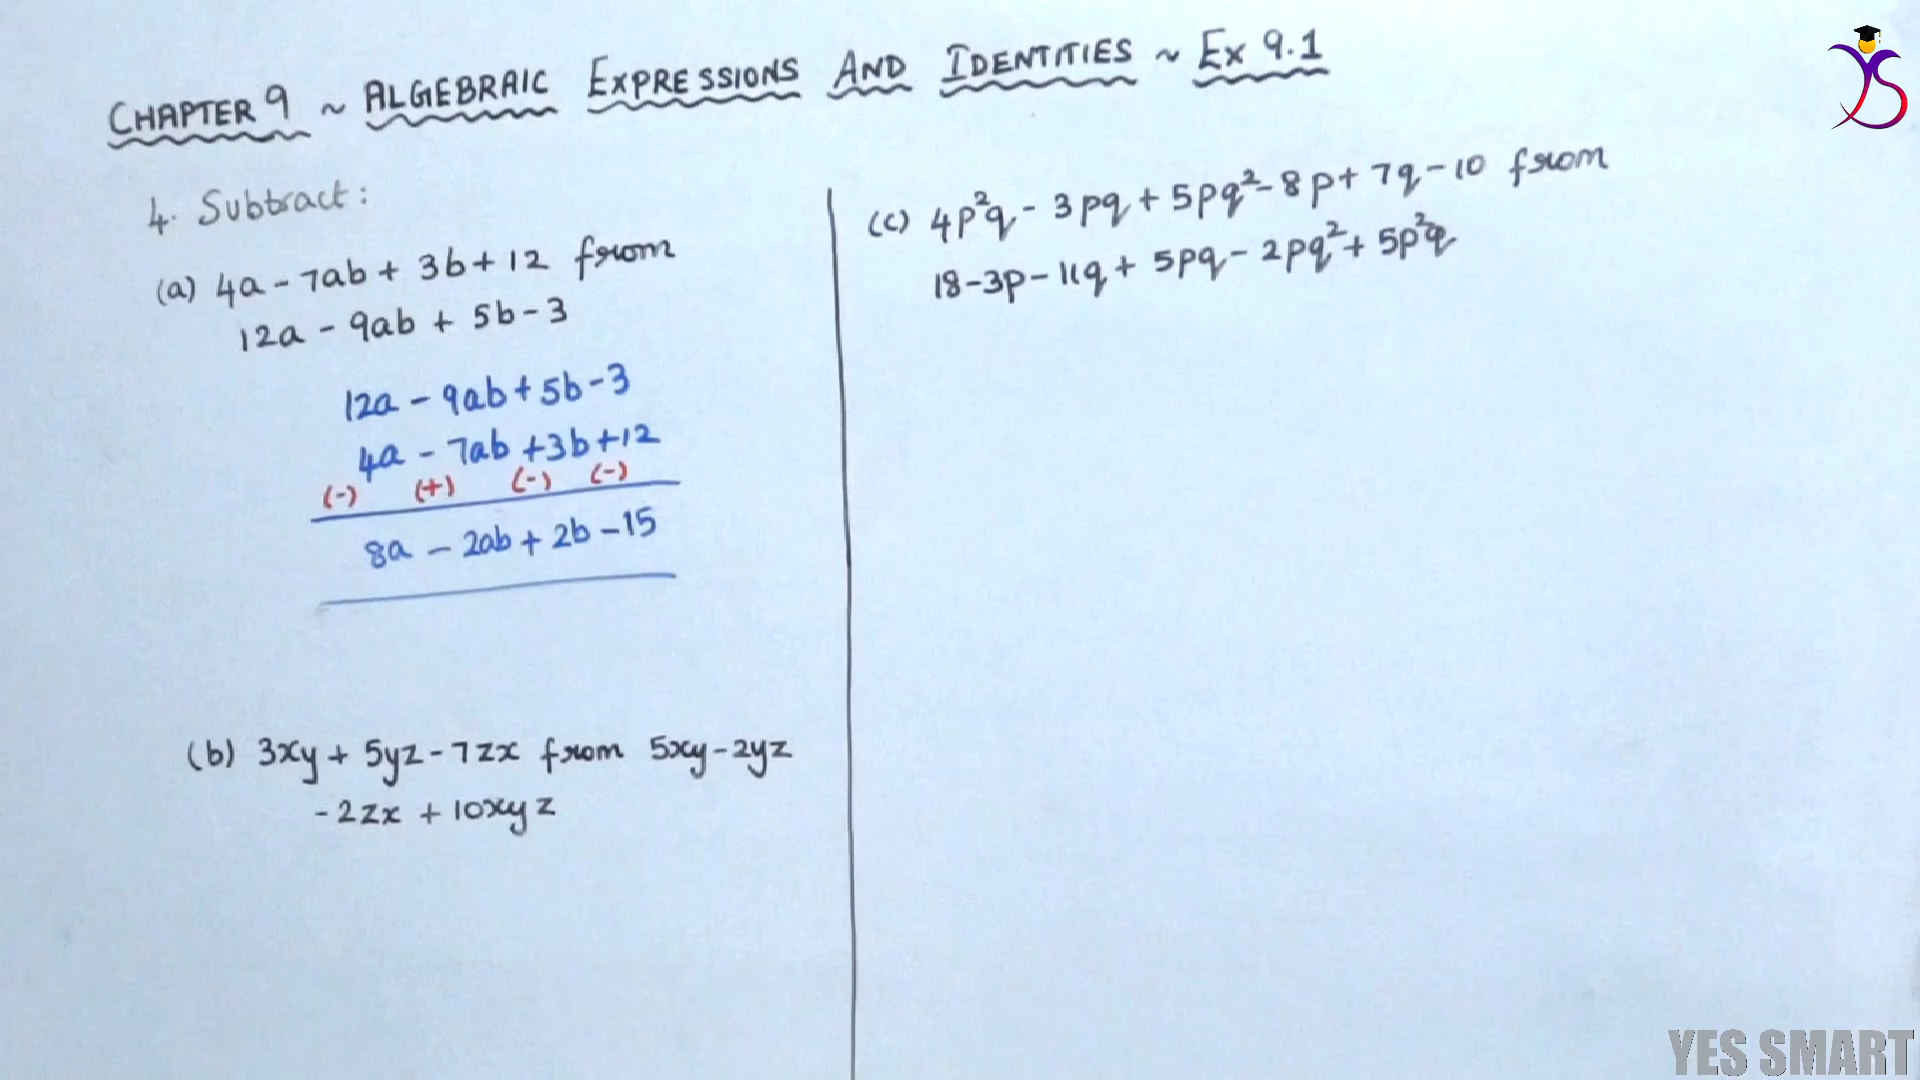 CHAPTER 9 ~ ALGEBRAIC EXPRESSIONS AND IDENTITIES ~ Ex 9.1
4. Subtract:
(a) 4a - 7ab + 3b + 12 from
12a - 9ab + 5b - 3
12a - 9ab + 5b - 3
4a - 7ab + 3b + 12
(-) (+) (-) (-)
8a - 2ab + 2b - 15
(b) 3xy + 5yz - 7zx from 5xy - 2yz
- 2zx + 10xyz
(c) 4p²q - 3pq + 5pq² - 8p + 7q - 10 from
18 - 3p - 11q + 5pq - 2pq² + 5p²q
YS
YES SMART